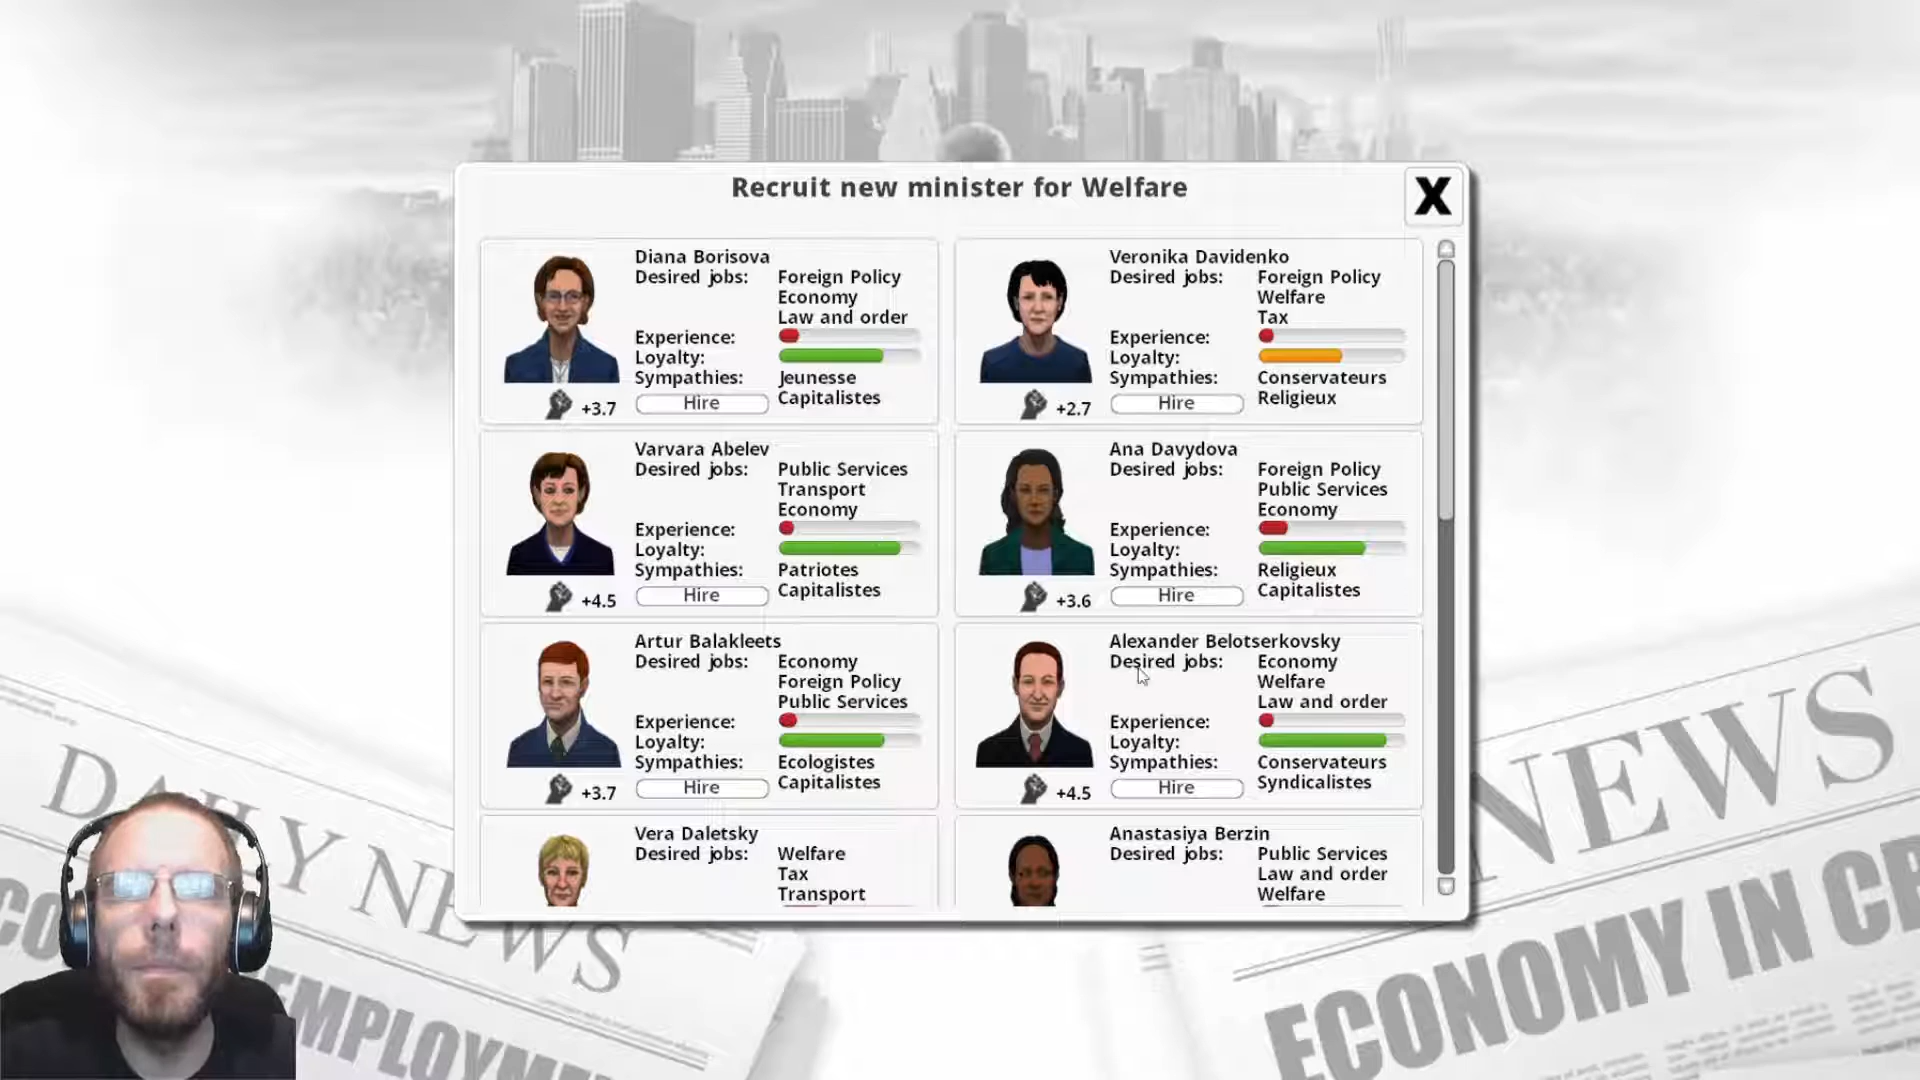 Recruit new minister for Welfare
X
Diana Borisova
Desired jobs: Foreign Policy
Economy
Law and order
Experience:
Loyalty:
Sympathies: Jeunesse
Capitalistes
+3.7 Hire
Veronika Davidenko
Desired jobs: Foreign Policy
Welfare
Tax
Experience:
Loyalty:
Sympathies: Conservateurs
Religieux
+2.7 Hire
Varvara Abelev
Desired jobs: Public Services
Transport
Economy
Experience:
Loyalty:
Sympathies: Patriotes
Capitalistes
+4.5 Hire
Ana Davydova
Desired jobs: Foreign Policy
Public Services
Economy
Experience:
Loyalty:
Sympathies: Religieux
Capitalistes
+3.6 Hire
Artur Balakleets
Desired jobs: Economy
Foreign Policy
Public Services
Experience:
Loyalty:
Sympathies: Ecologistes
Capitalistes
+3.7 Hire
Alexander Belotserkovsky
Desired jobs: Economy
Welfare
Law and order
Experience:
Loyalty:
Sympathies: Conservateurs
Syndicalistes
+4.5 Hire
Vera Daletsky
Desired jobs: Welfare
Tax
Transport
Anastasiya Berzin
Desired jobs: Public Services
Law and order
Welfare
DAILY NEWS
NEWS
ECONOMY IN